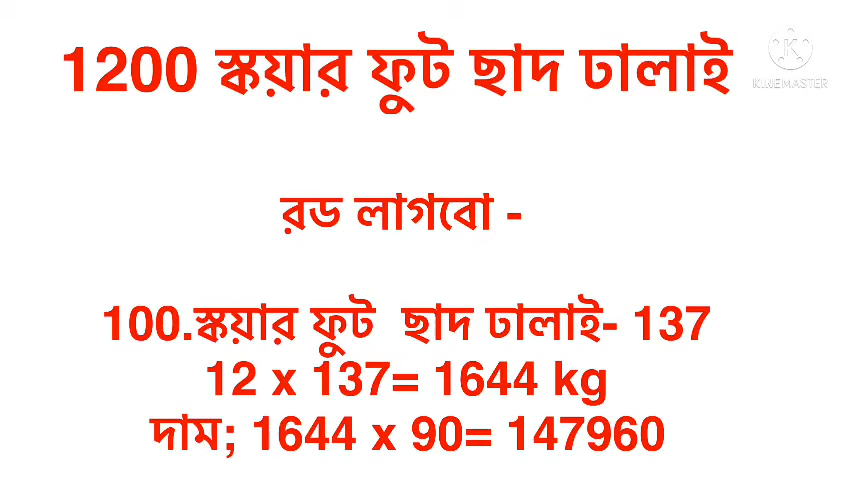 1200 স্কয়ার ফুট ছাদ ঢালাই
KINEMASTER
রড লাগবো -
100.স্কয়ার ফুট ছাদ ঢালাই- 137
12 x 137= 1644 kg
দাম; 1644 x 90= 147960